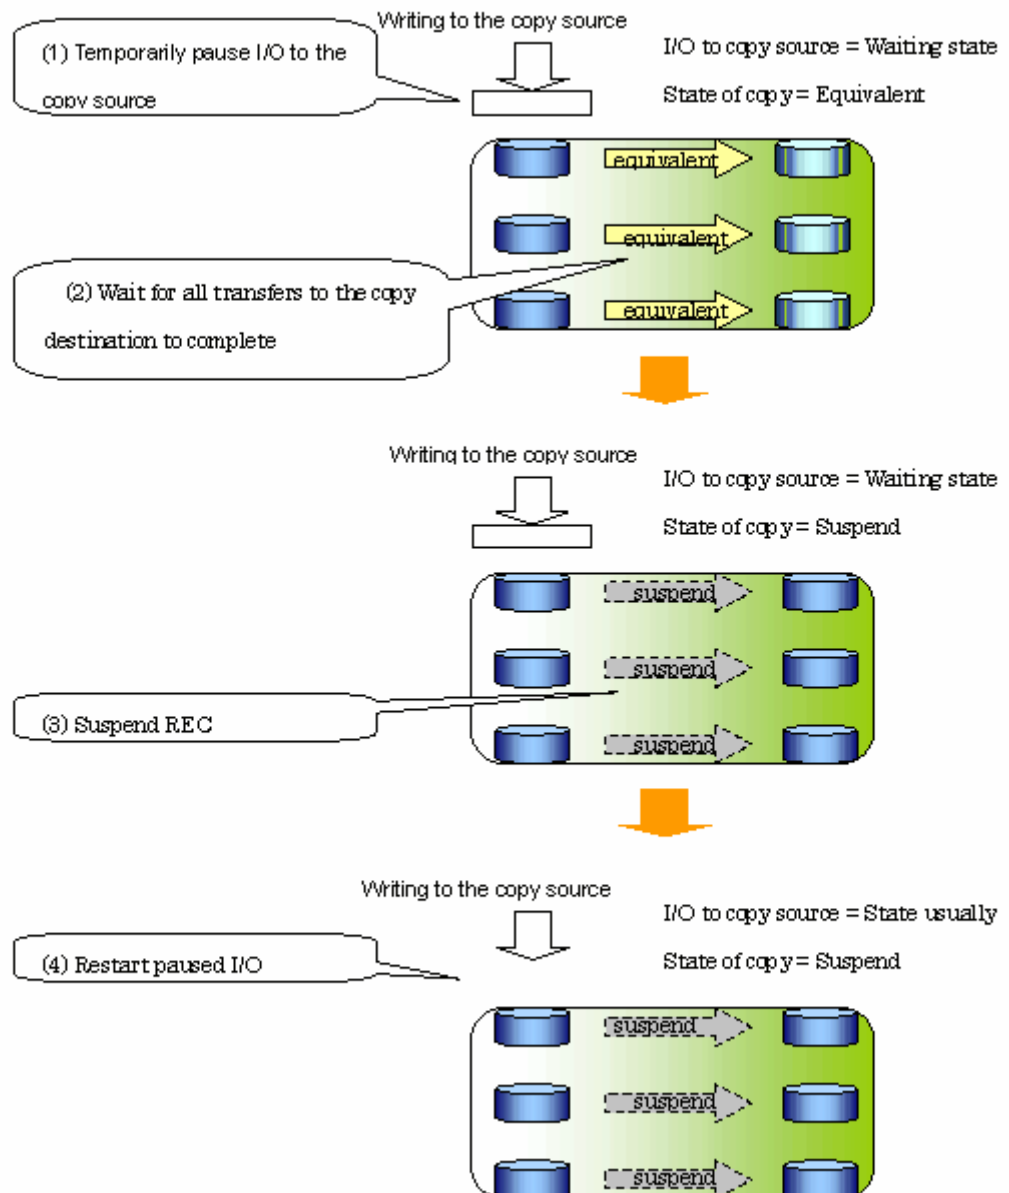 Writing to the copy source
(1) Temporarily pause I/O to the
copy source
I/O to copy source = Waiting state
State of copy = Equivalent
equivalent
equivalent
equivalent
(2) Wait for all transfers to the copy
destination to complete
Writing to the copy source
I/O to copy source = Waiting state
State of copy = Suspend
suspend
suspend
suspend
(3) Suspend REC
Writing to the copy source
I/O to copy source = State usually
State of copy = Suspend
(4) Restart paused I/O
suspend
suspend
suspend